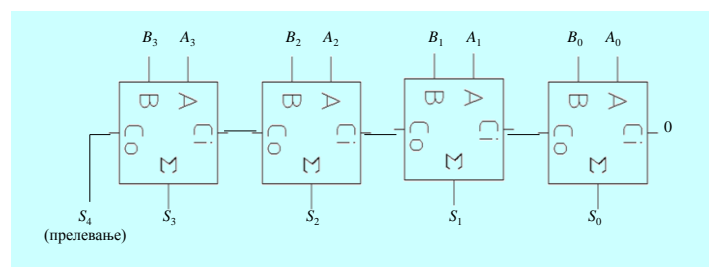 B₃ A₃ B₂ A₂ B₁ A₁ B₀ A₀
B A B A B A B A
Co Ci Co Ci Co Ci Co Ci 0
Σ Σ Σ Σ
S₄ S₃ S₂ S₁ S₀
(прелевање)